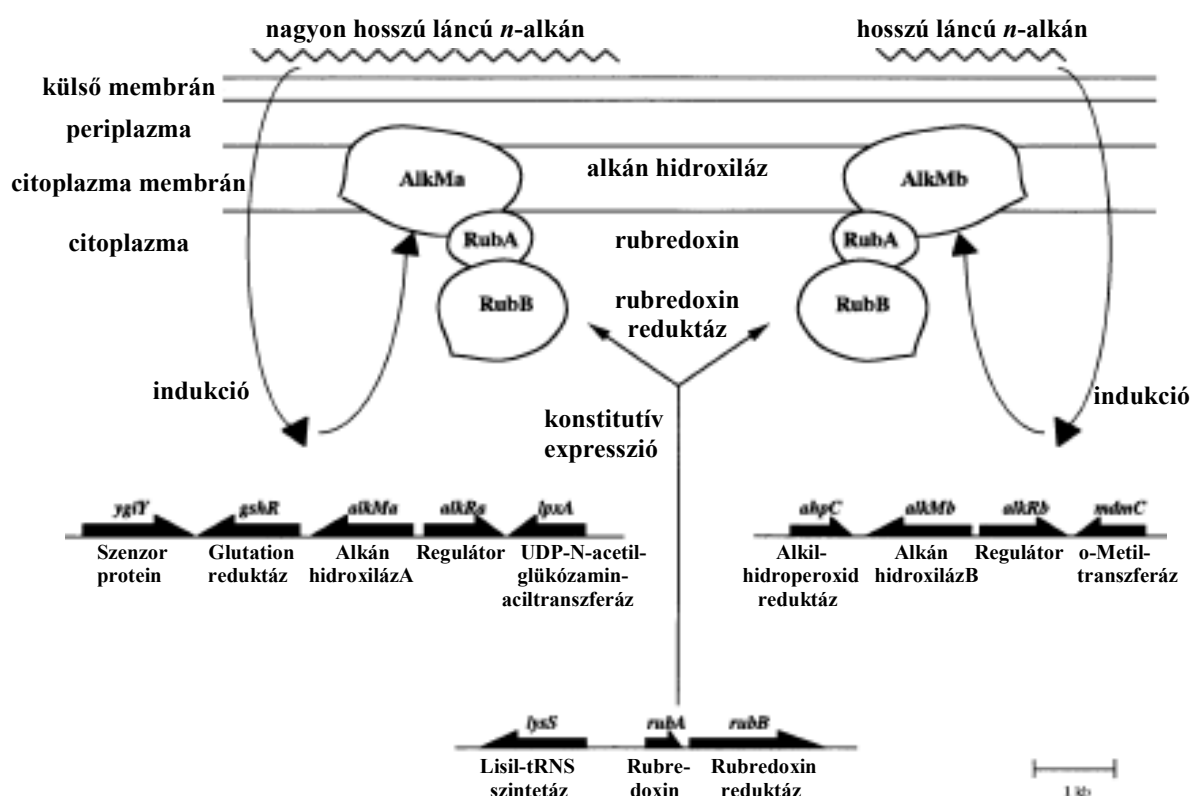 nagyon hosszú láncú n-alkán
hosszú láncú n-alkán
külső membrán
periplazma
citoplazma membrán
citoplazma
AlkMa
alkán hidroxiláz
AlkMb
RubA
rubredoxin
RubA
RubB
rubredoxin
reduktáz
RubB
indukció
konstitutív
expresszió
indukció
ygiY gshR alkMa alkRa lpxA
Szenzor
protein
Glutation
reduktáz
Alkán
hidroxilázA
Regulátor
UDP-N-acetil-
glükózamin-
aciltranszferáz
ahpC alkMb alkRb mdmC
Alkil-
hidroperoxid
reduktáz
Alkán
hidroxilázB
Regulátor
o-Metil-
transzferáz
lysS rubA rubB
Lisil-tRNS
szintetáz
Rubre-
doxin
Rubredoxin
reduktáz
1 kb